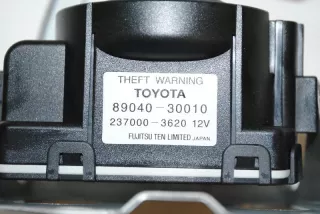 THEFT WARNING
TOYOTA
89040-30010
237000-3620 12V
FUJITSU TEN LIMITED JAPAN